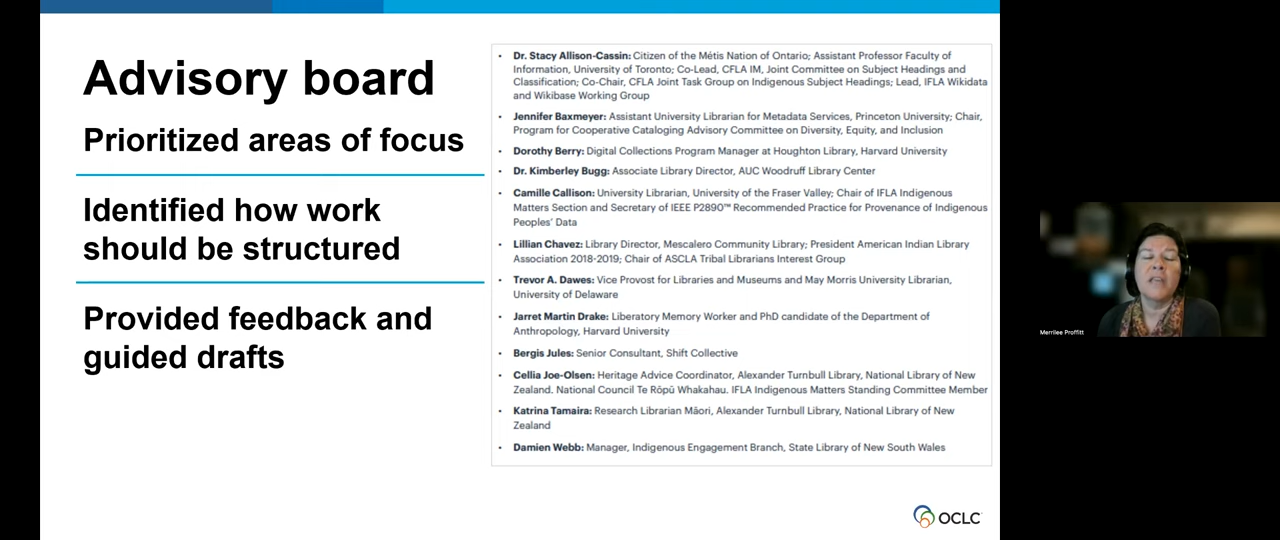 Advisory board
Prioritized areas of focus
Identified how work
should be structured
Provided feedback and
guided drafts
• Dr. Stacy Allison-Cassin: Citizen of the Métis Nation of Ontario; Assistant Professor Faculty of
Information, University of Toronto; Co-Lead, CFLA IM, Joint Committee on Subject Headings and
Classification; Co-Chair, CFLA Joint Task Group on Indigenous Subject Headings; Lead, IFLA Wikidata
and Wikibase Working Group
• Jennifer Baxmeyer: Assistant University Librarian for Metadata Services, Princeton University; Chair,
Program for Cooperative Cataloging Advisory Committee on Diversity, Equity, and Inclusion
• Dorothy Berry: Digital Collections Program Manager at Houghton Library, Harvard University
• Dr. Kimberley Bugg: Associate Library Director, AUC Woodruff Library Center
• Camille Callison: University Librarian, University of the Fraser Valley; Chair of IFLA Indigenous
Matters Section and Secretary of IEEE P2890™ Recommended Practice for Provenance of Indigenous
Peoples' Data
• Lillian Chavez: Library Director, Mescalero Community Library; President American Indian Library
Association 2018-2019; Chair of ASCLA Tribal Librarians Interest Group
• Trevor A. Dawes: Vice Provost for Libraries and Museums and May Morris University Librarian,
University of Delaware
• Jarret Martin Drake: Liberatory Memory Worker and PhD candidate of the Department of
Anthropology, Harvard University
• Bergis Jules: Senior Consultant, Shift Collective
• Cellia Joe-Olsen: Heritage Advice Coordinator, Alexander Turnbull Library, National Library of New
Zealand. National Council Te Rōpū Whakahau. IFLA Indigenous Matters Standing Committee Member
• Katrina Tamaira: Research Librarian Māori, Alexander Turnbull Library, National Library of New
Zealand
• Damien Webb: Manager, Indigenous Engagement Branch, State Library of New South Wales
OCLC
Merrilee Proffitt